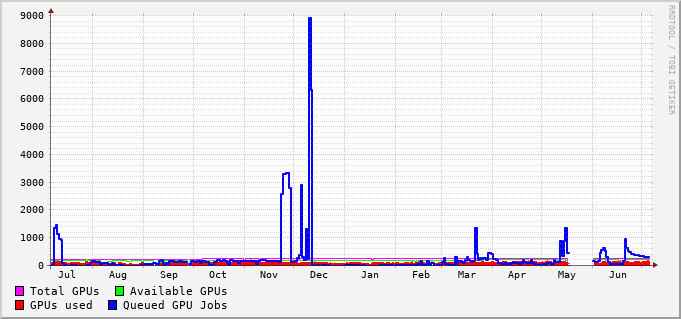 RRDTOOL / TOBI OETIKER
9000
8000
7000
6000
5000
4000
3000
2000
1000
0
Jul Aug Sep Oct Nov Dec Jan Feb Mar Apr May Jun
Total GPUs Available GPUs
GPUs used Queued GPU Jobs